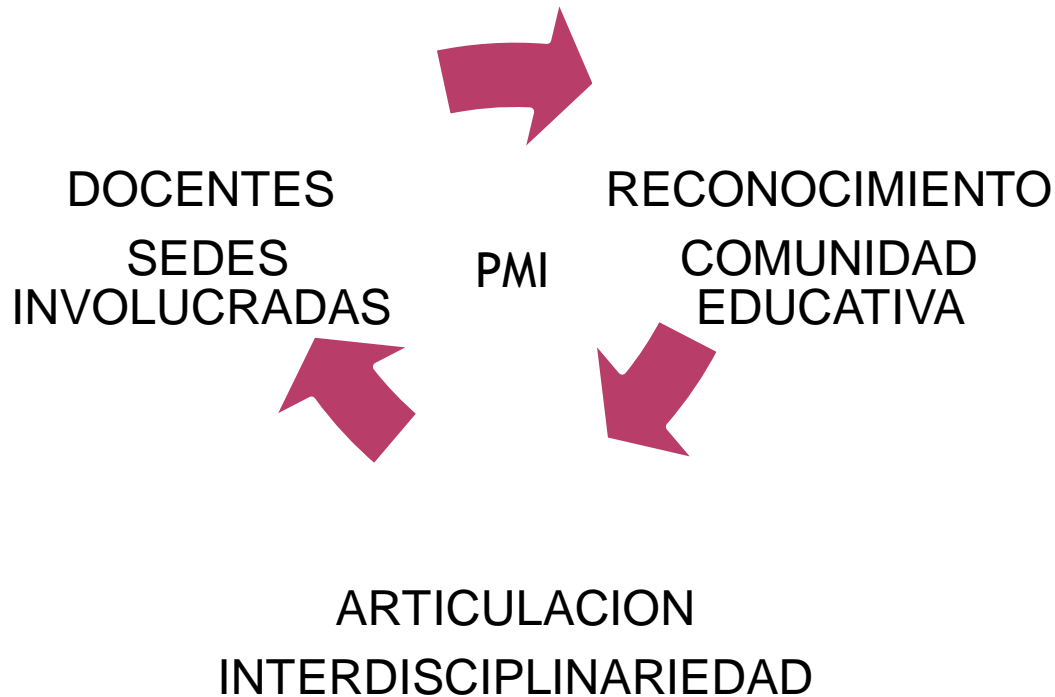 DOCENTES
SEDES
INVOLUCRADAS
PMI
RECONOCIMIENTO
COMUNIDAD
EDUCATIVA
ARTICULACION
INTERDISCIPLINARIEDAD